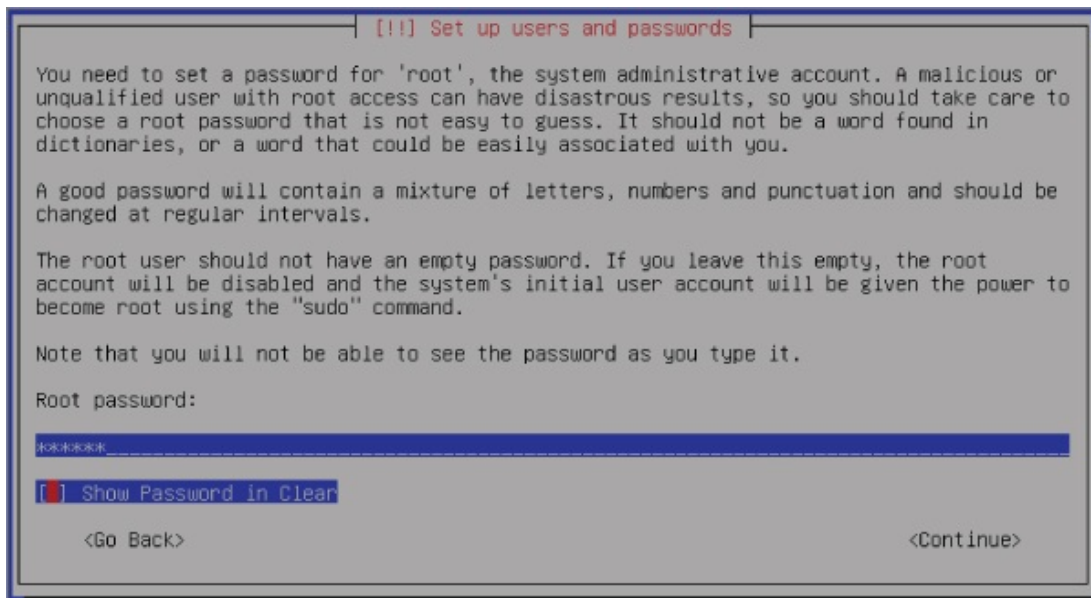 [!!] Set up users and passwords
You need to set a password for 'root', the system administrative account. A malicious or
unqualified user with root access can have disastrous results, so you should take care to
choose a root password that is not easy to guess. It should not be a word found in
dictionaries, or a word that could be easily associated with you.
A good password will contain a mixture of letters, numbers and punctuation and should be
changed at regular intervals.
The root user should not have an empty password. If you leave this empty, the root
account will be disabled and the system's initial user account will be given the power to
become root using the "sudo" command.
Note that you will not be able to see the password as you type it.
Root password:
******
[ ] Show Password in Clear
<Go Back> <Continue>